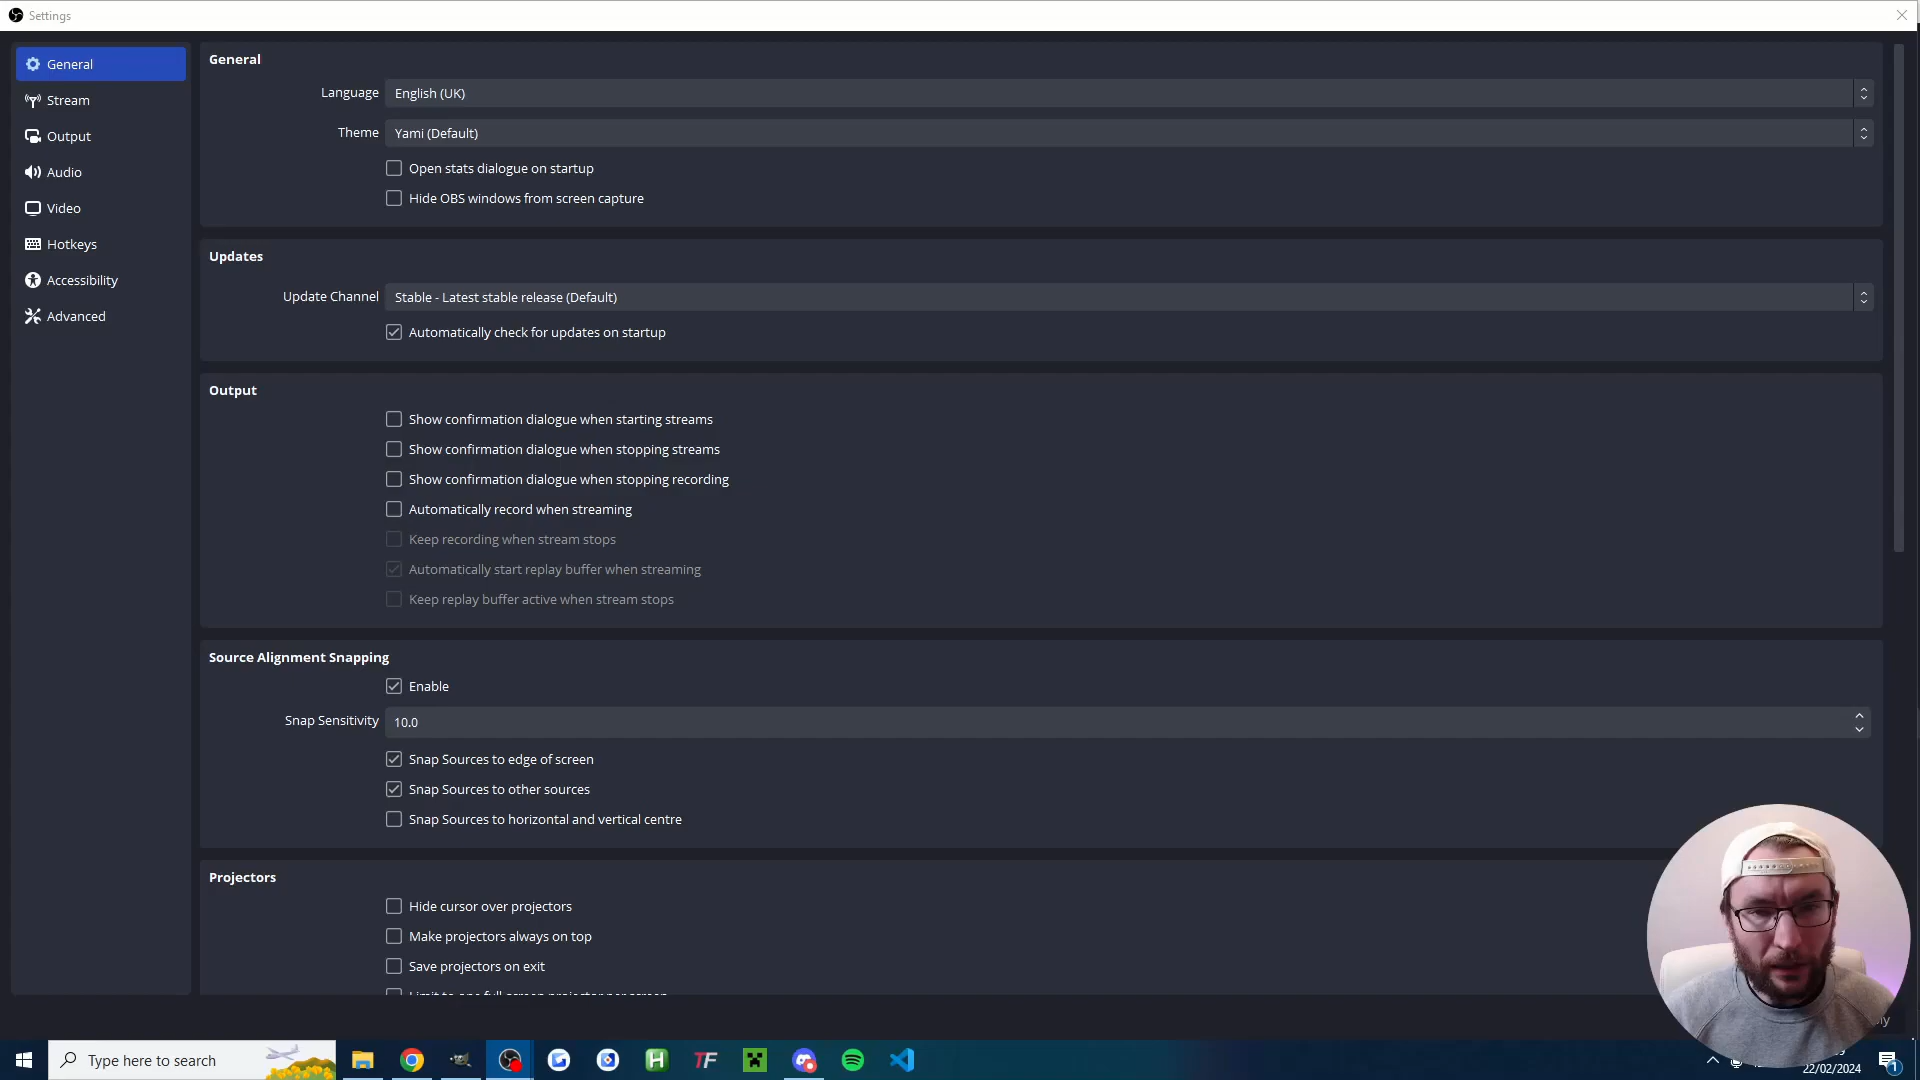 Settings
General
Stream
Output
Audio
Video
Hotkeys
Accessibility
Advanced
General
Language English (UK)
Theme Yami (Default)
Open stats dialogue on startup
Hide OBS windows from screen capture
Updates
Update Channel Stable - Latest stable release (Default)
Automatically check for updates on startup
Output
Show confirmation dialogue when starting streams
Show confirmation dialogue when stopping streams
Show confirmation dialogue when stopping recording
Automatically record when streaming
Keep recording when stream stops
Automatically start replay buffer when streaming
Keep replay buffer active when stream stops
Source Alignment Snapping
Enable
Snap Sensitivity 10.0
Snap Sources to edge of screen
Snap Sources to other sources
Snap Sources to horizontal and vertical centre
Projectors
Hide cursor over projectors
Make projectors always on top
Save projectors on exit
Type here to search
H
TF
22/02/2024
1